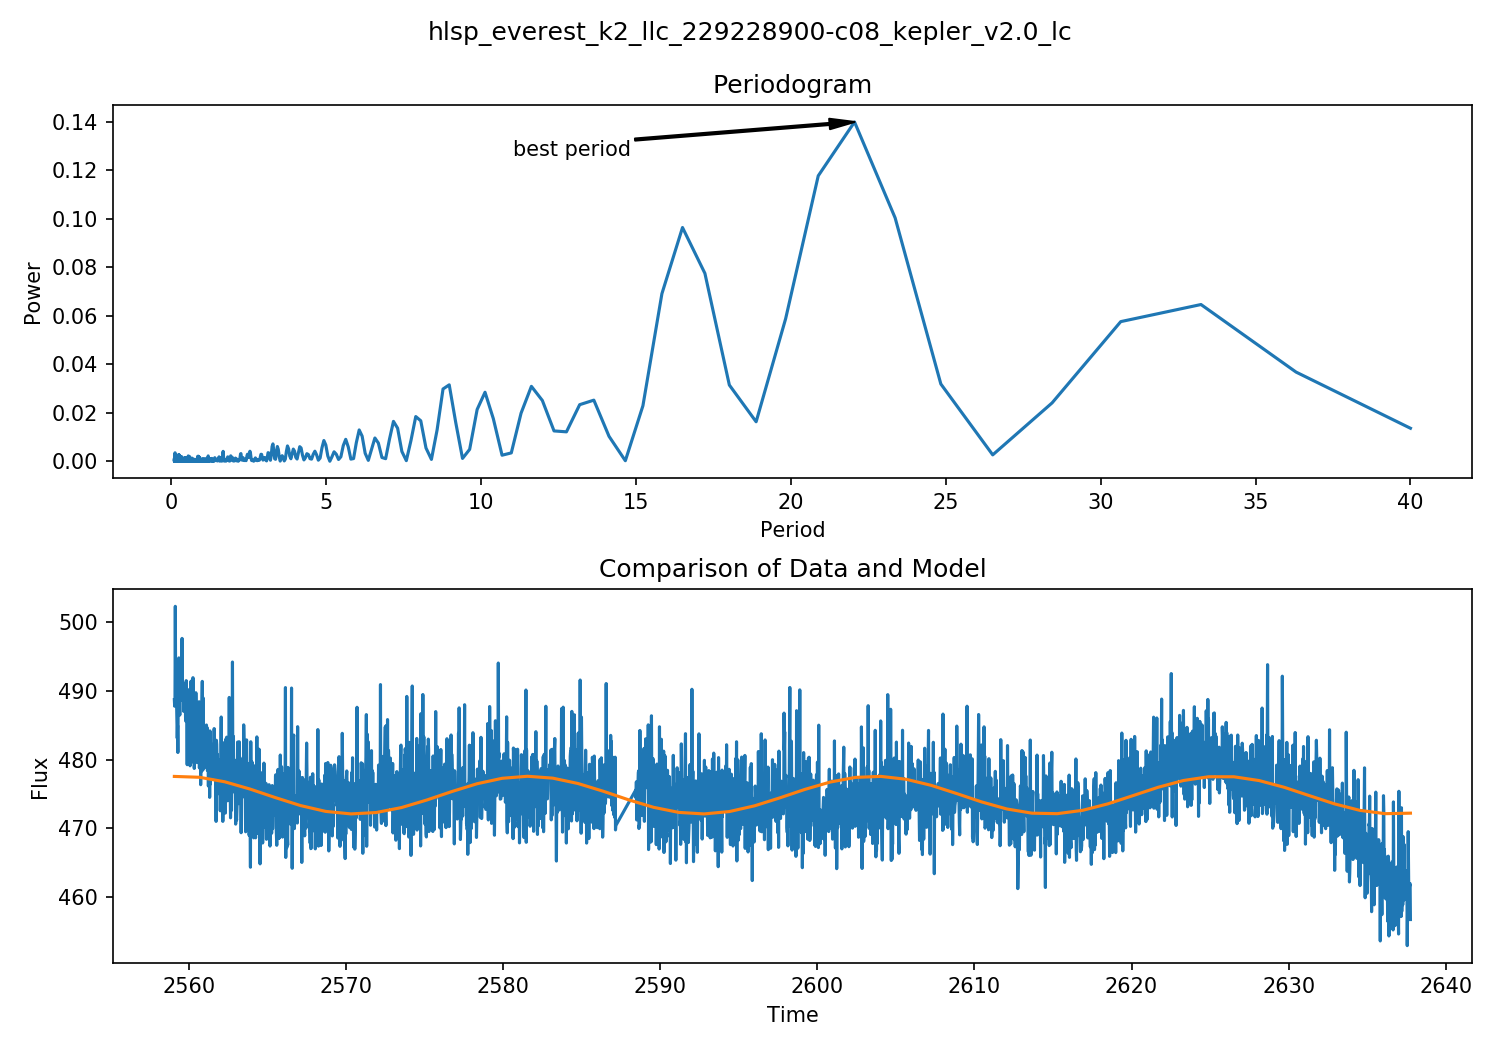 hlsp_everest_k2_llc_229228900-c08_kepler_v2.0_lc
Periodogram
0.14
0.12
0.10
0.08
0.06
0.04
0.02
0.00
Power
best period
0 5 10 15 20 25 30 35 40
Period
Comparison of Data and Model
500
490
480
470
460
Flux
2560 2570 2580 2590 2600 2610 2620 2630 2640
Time